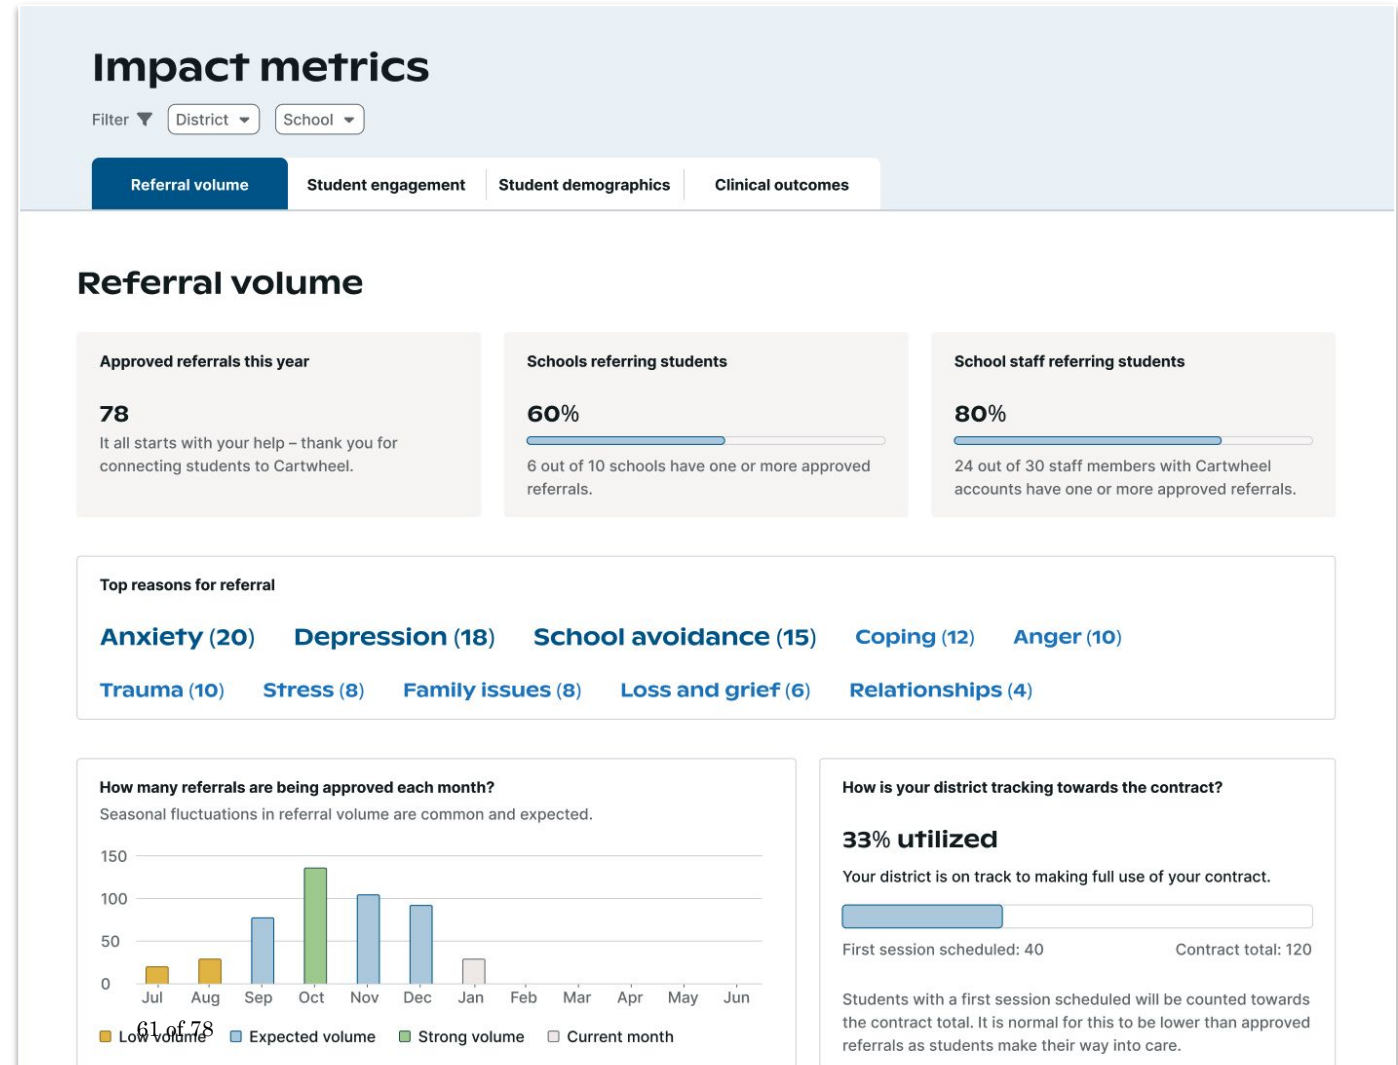 Impact metrics
Filter District School
Referral volume Student engagement Student demographics Clinical outcomes
Referral volume
Approved referrals this year
78
It all starts with your help – thank you for
connecting students to Cartwheel.
Schools referring students
60%
6 out of 10 schools have one or more approved
referrals.
School staff referring students
80%
24 out of 30 staff members with Cartwheel
accounts have one or more approved referrals.
Top reasons for referral
Anxiety (20) Depression (18) School avoidance (15) Coping (12) Anger (10)
Trauma (10) Stress (8) Family issues (8) Loss and grief (6) Relationships (4)
How many referrals are being approved each month?
Seasonal fluctuations in referral volume are common and expected.
150
100
50
0
Jul Aug Sep Oct Nov Dec Jan Feb Mar Apr May Jun
Low volume Expected volume Strong volume Current month
61 of 78
How is your district tracking towards the contract?
33% utilized
Your district is on track to making full use of your contract.
First session scheduled: 40 Contract total: 120
Students with a first session scheduled will be counted towards
the contract total. It is normal for this to be lower than approved
referrals as students make their way into care.